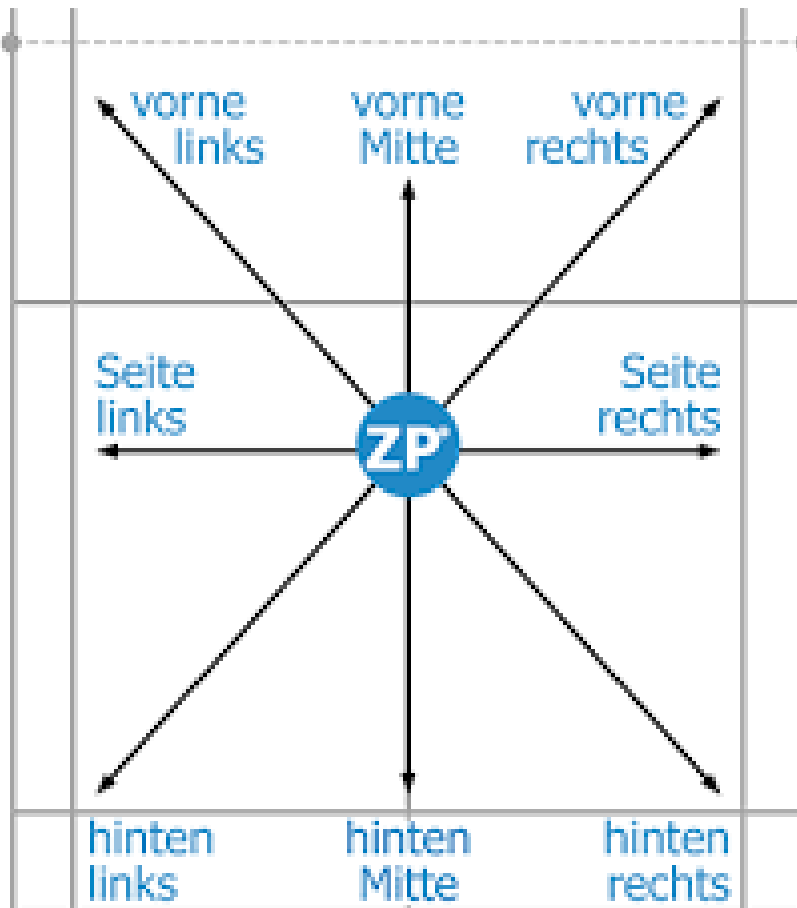 vorne vorne vorne
links Mitte rechts
Seite Seite
links rechts
ZP*
hinten hinten hinten
links Mitte rechts